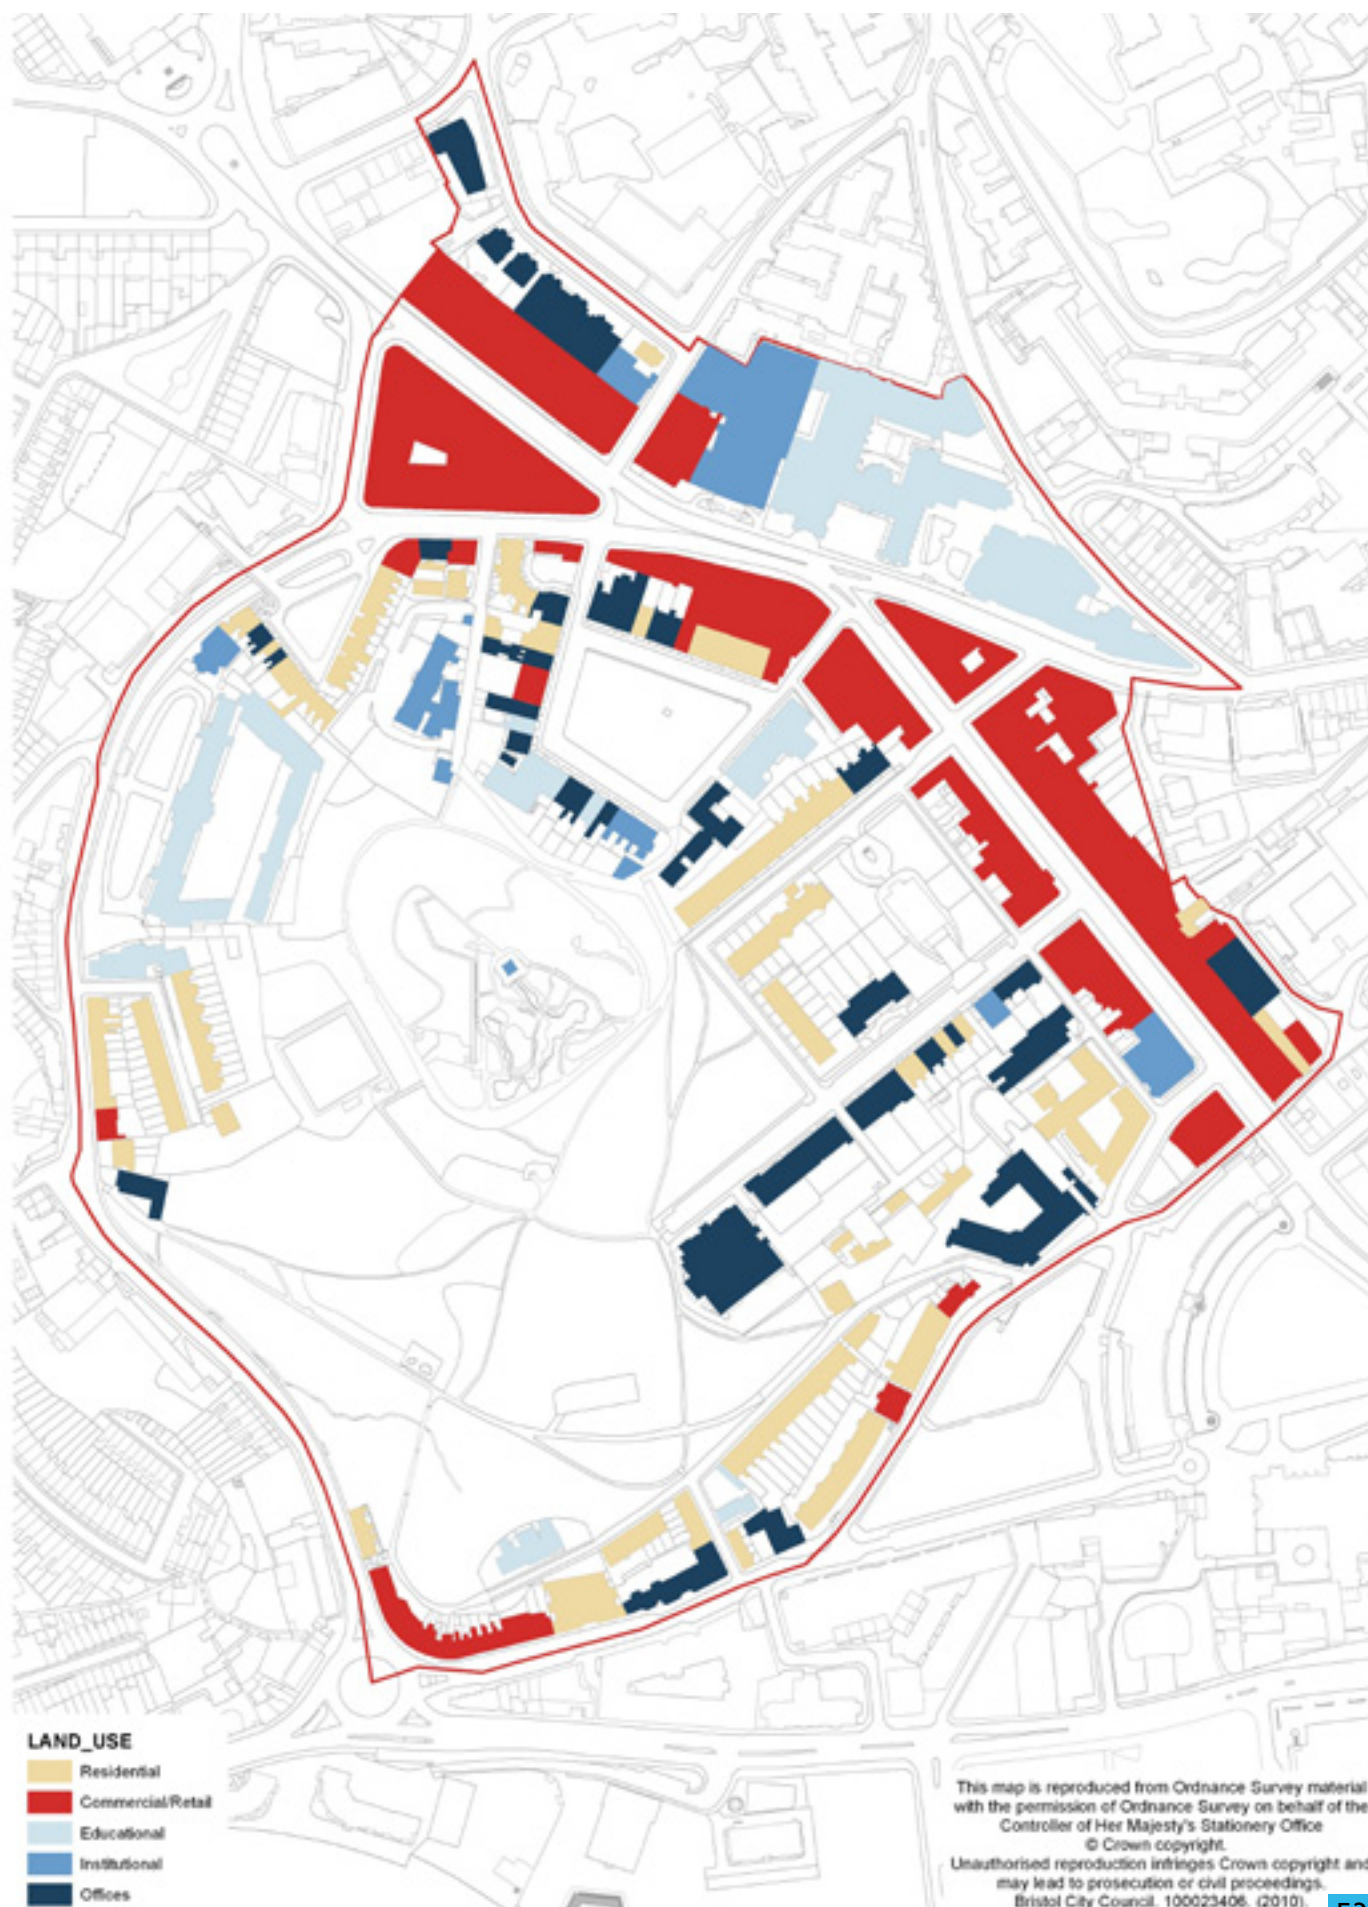 LAND_USE
Residential
Commercial/Retail
Educational
Institutional
Offices
This map is reproduced from Ordnance Survey material
with the permission of Ordnance Survey on behalf of the
Controller of Her Majesty's Stationery Office
© Crown copyright.
Unauthorised reproduction infringes Crown copyright and
may lead to prosecution or civil proceedings.
Bristol City Council. 100023406. (2010).